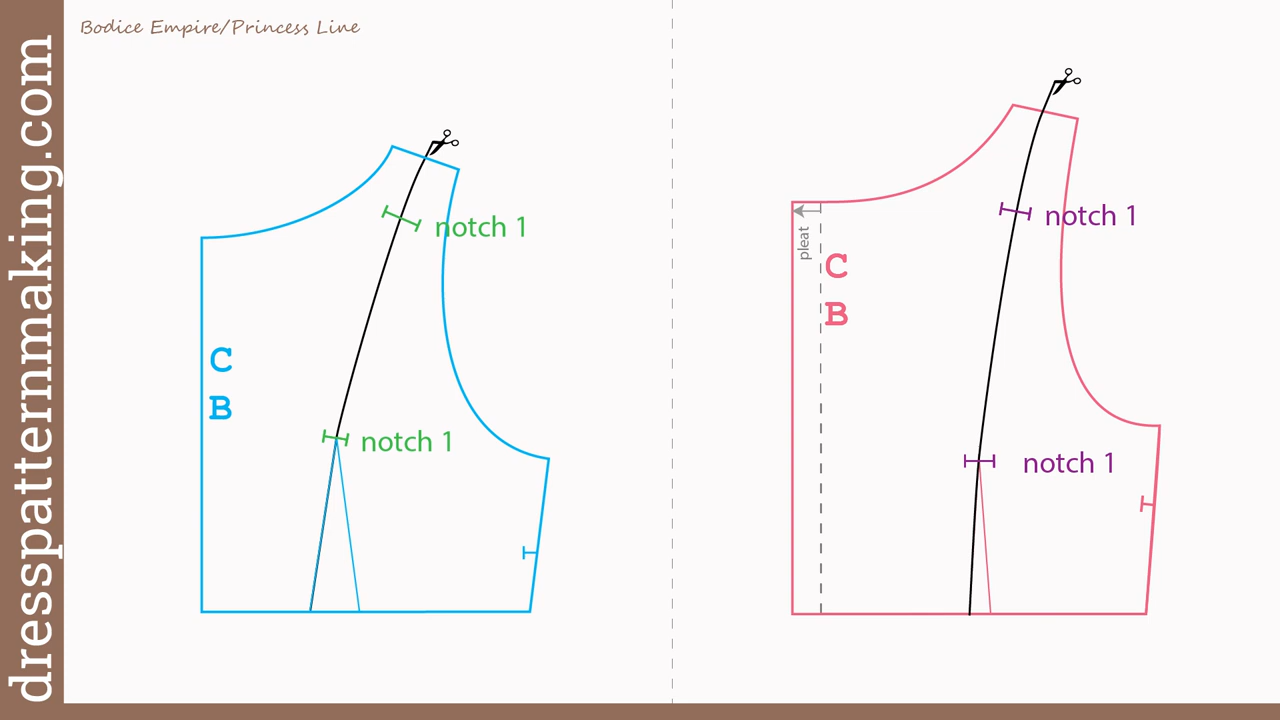 dresspatternmaking.com
Bodice Empire/Princess Line
notch 1
C
B
notch 1
pleat
notch 1
C
B
notch 1